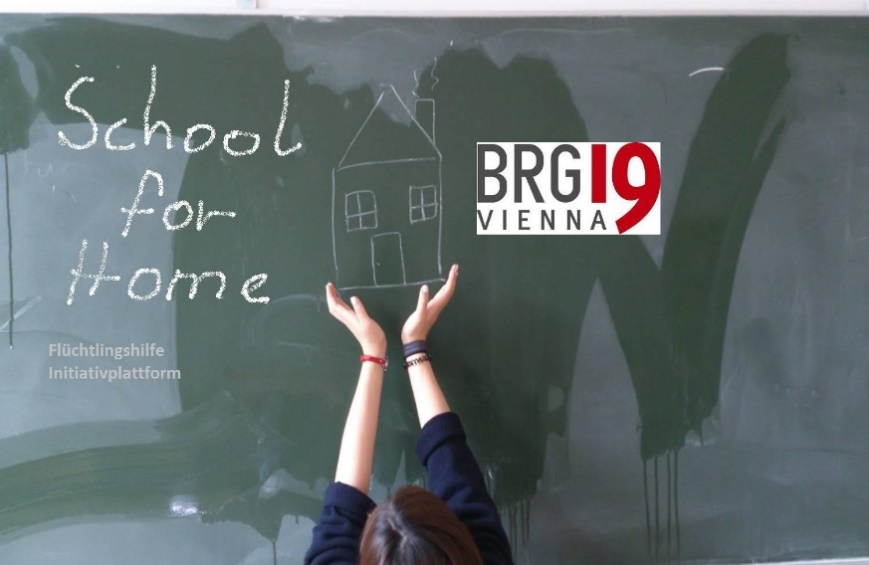 School
for
Home
BRG19
VIENNA
Flüchtlingshilfe
Initiativplattform